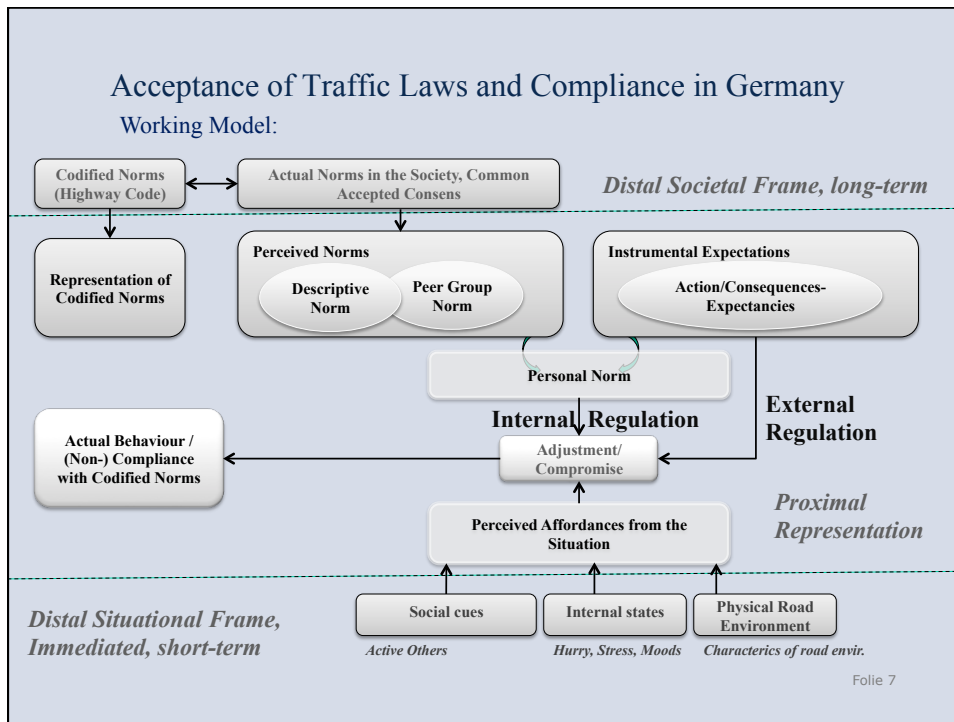 Acceptance of Traffic Laws and Compliance in Germany
Working Model:
Codified Norms
(Highway Code)
Actual Norms in the Society, Common
Accepted Consens
Distal Societal Frame, long-term
Representation of
Codified Norms
Perceived Norms
Descriptive
Norm
Peer Group
Norm
Instrumental Expectations
Action/Consequences-
Expectancies
Personal Norm
Internal Regulation
External
Regulation
Actual Behaviour /
(Non-) Compliance
with Codified Norms
Adjustment/
Compromise
Proximal
Representation
Perceived Affordances from the
Situation
Distal Situational Frame,
Immediated, short-term
Social cues
Internal states
Physical Road
Environment
Active Others
Hurry, Stress, Moods
Characterics of road envir.
Folie 7